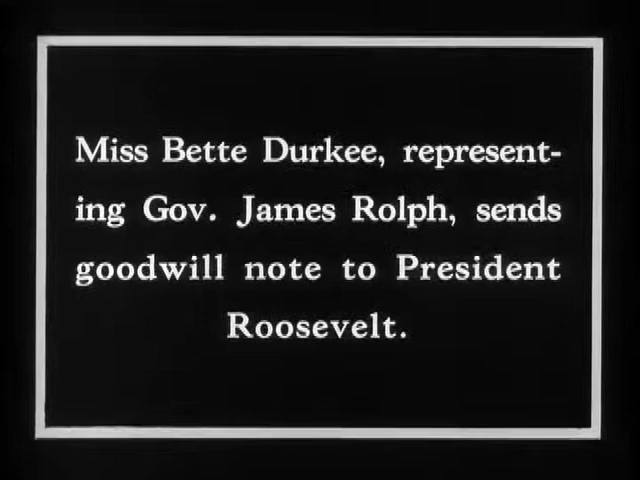 Miss Bette Durkee, represent-
ing Gov. James Rolph, sends
goodwill note to President
Roosevelt.